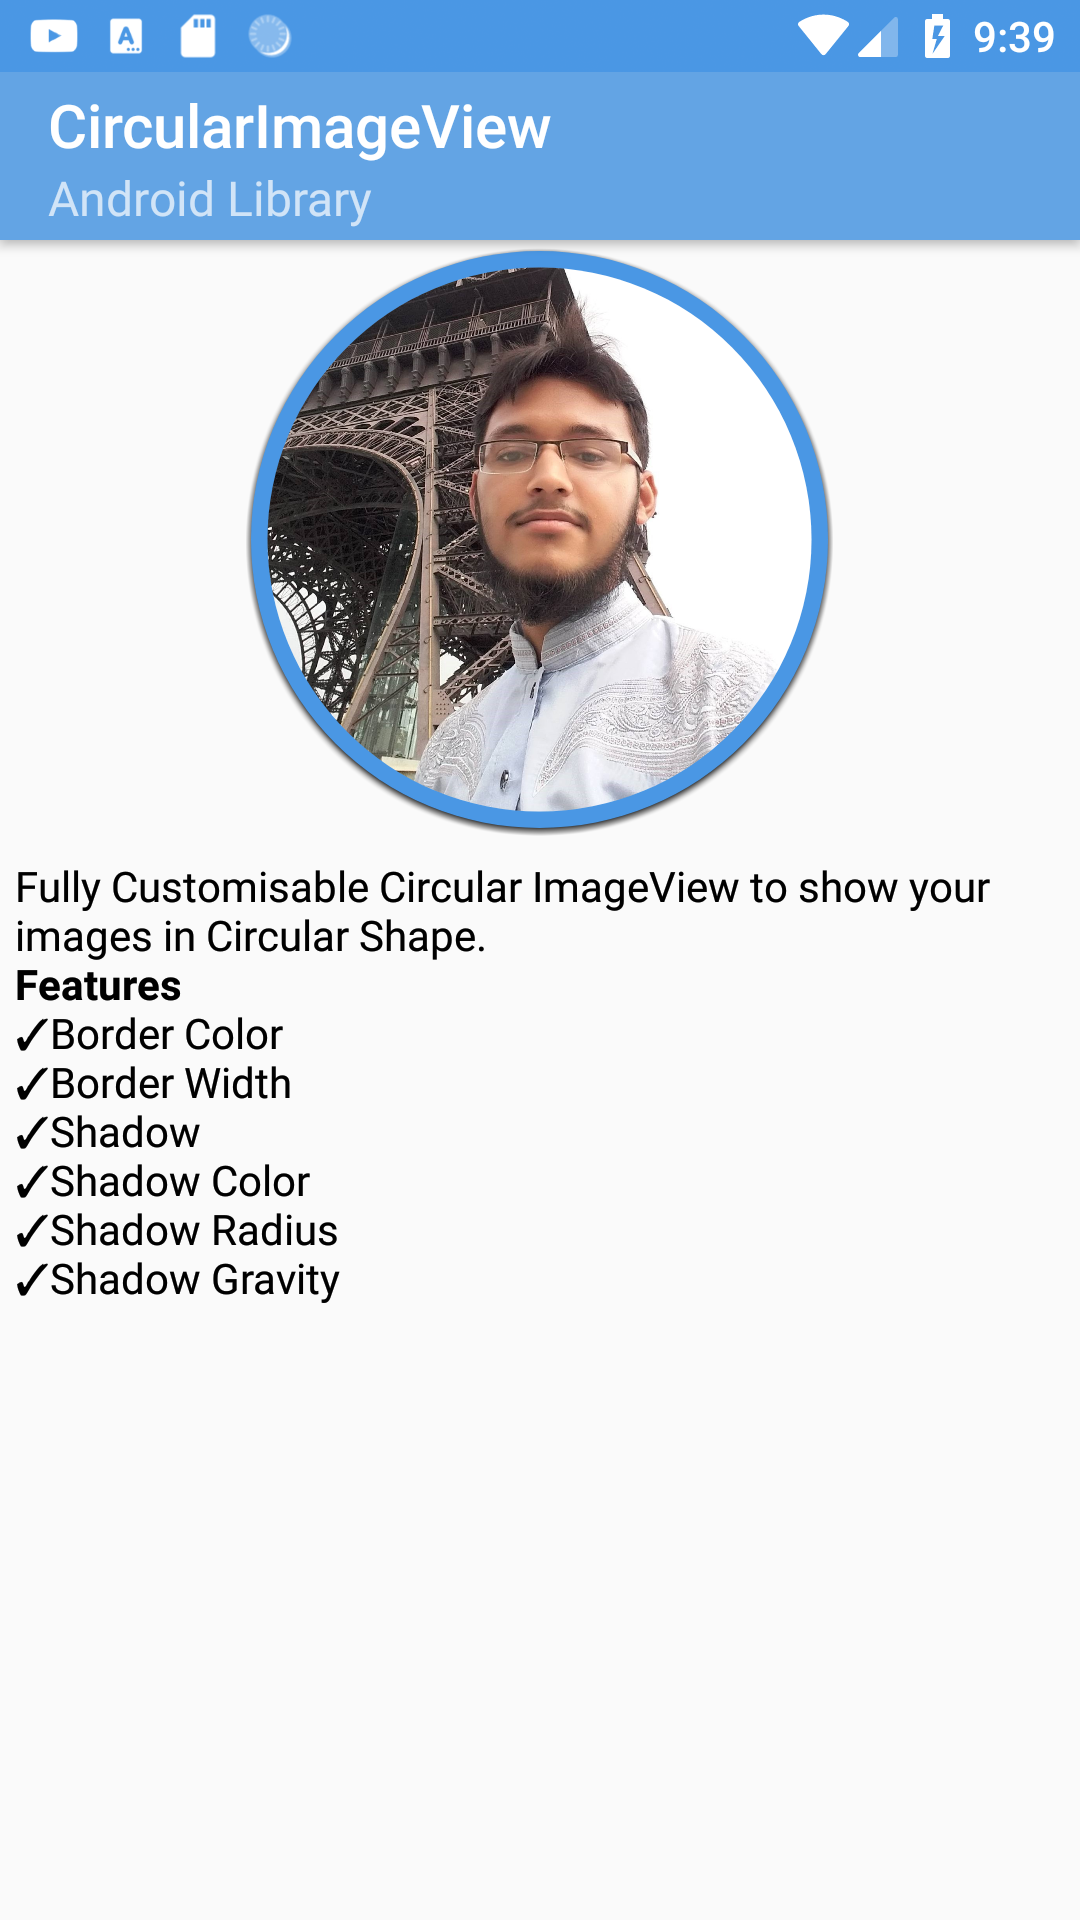 9:39
CircularImageView
Android Library
Fully Customisable Circular ImageView to show your
images in Circular Shape.
Features
✓Border Color
✓Border Width
✓Shadow
✓Shadow Color
✓Shadow Radius
✓Shadow Gravity